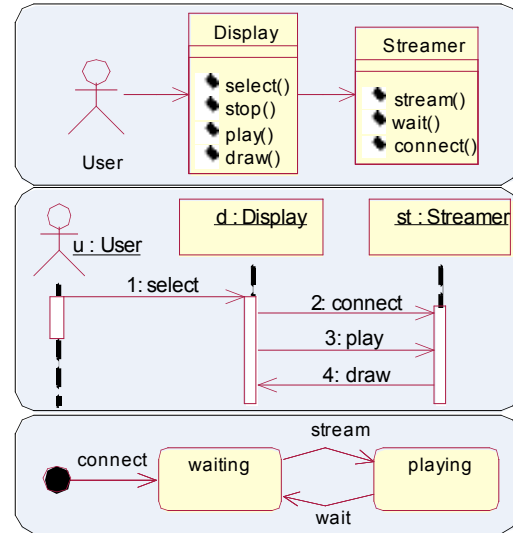 Display
select()
stop()
play()
draw()
Streamer
stream()
wait()
connect()
User
u : User
d : Display
st : Streamer
1: select
2: connect
3: play
4: draw
connect
waiting
stream
playing
wait